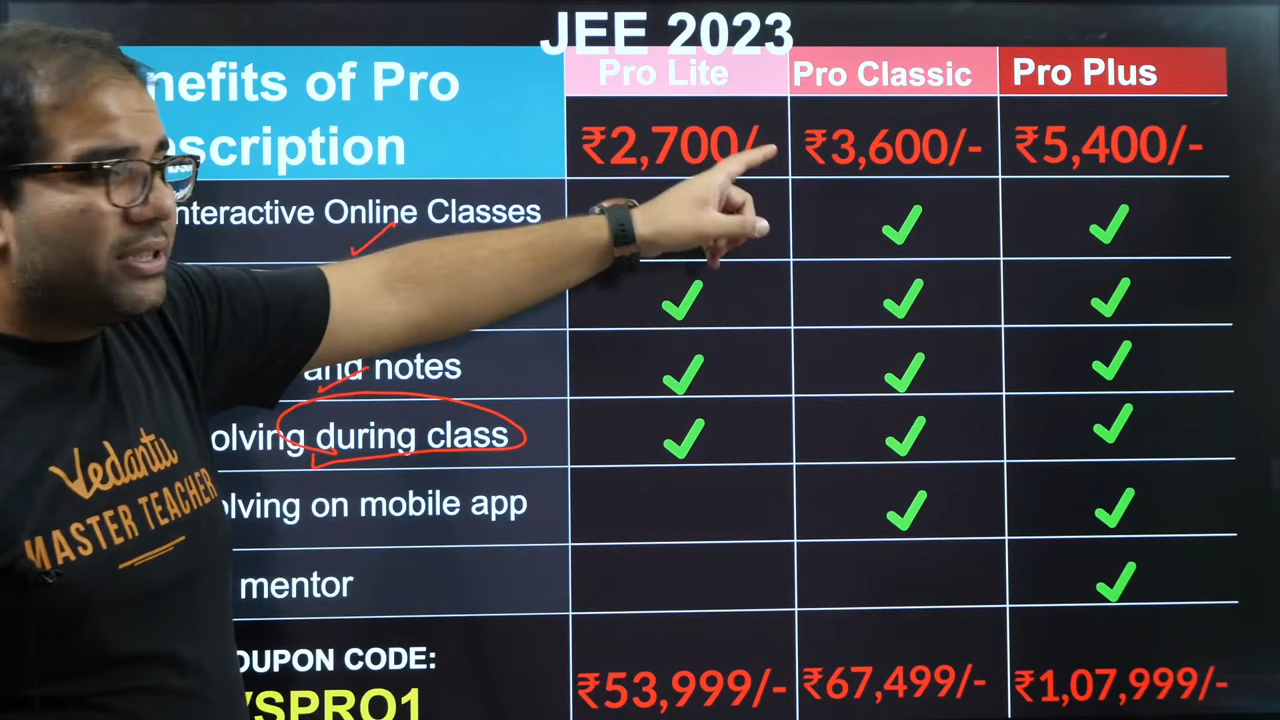 JEE 2023
nefits of Pro
scription
Pro Lite
Pro Classic
Pro Plus
₹2,700/-
₹3,600/-
₹5,400/-
nteractive Online Classes
and notes
olving during class
olving on mobile app
mentor
OUPON CODE:
VSPRO1
₹53,999/-
₹67,499/-
₹1,07,999/-
Vedantu
MASTER TEACHER